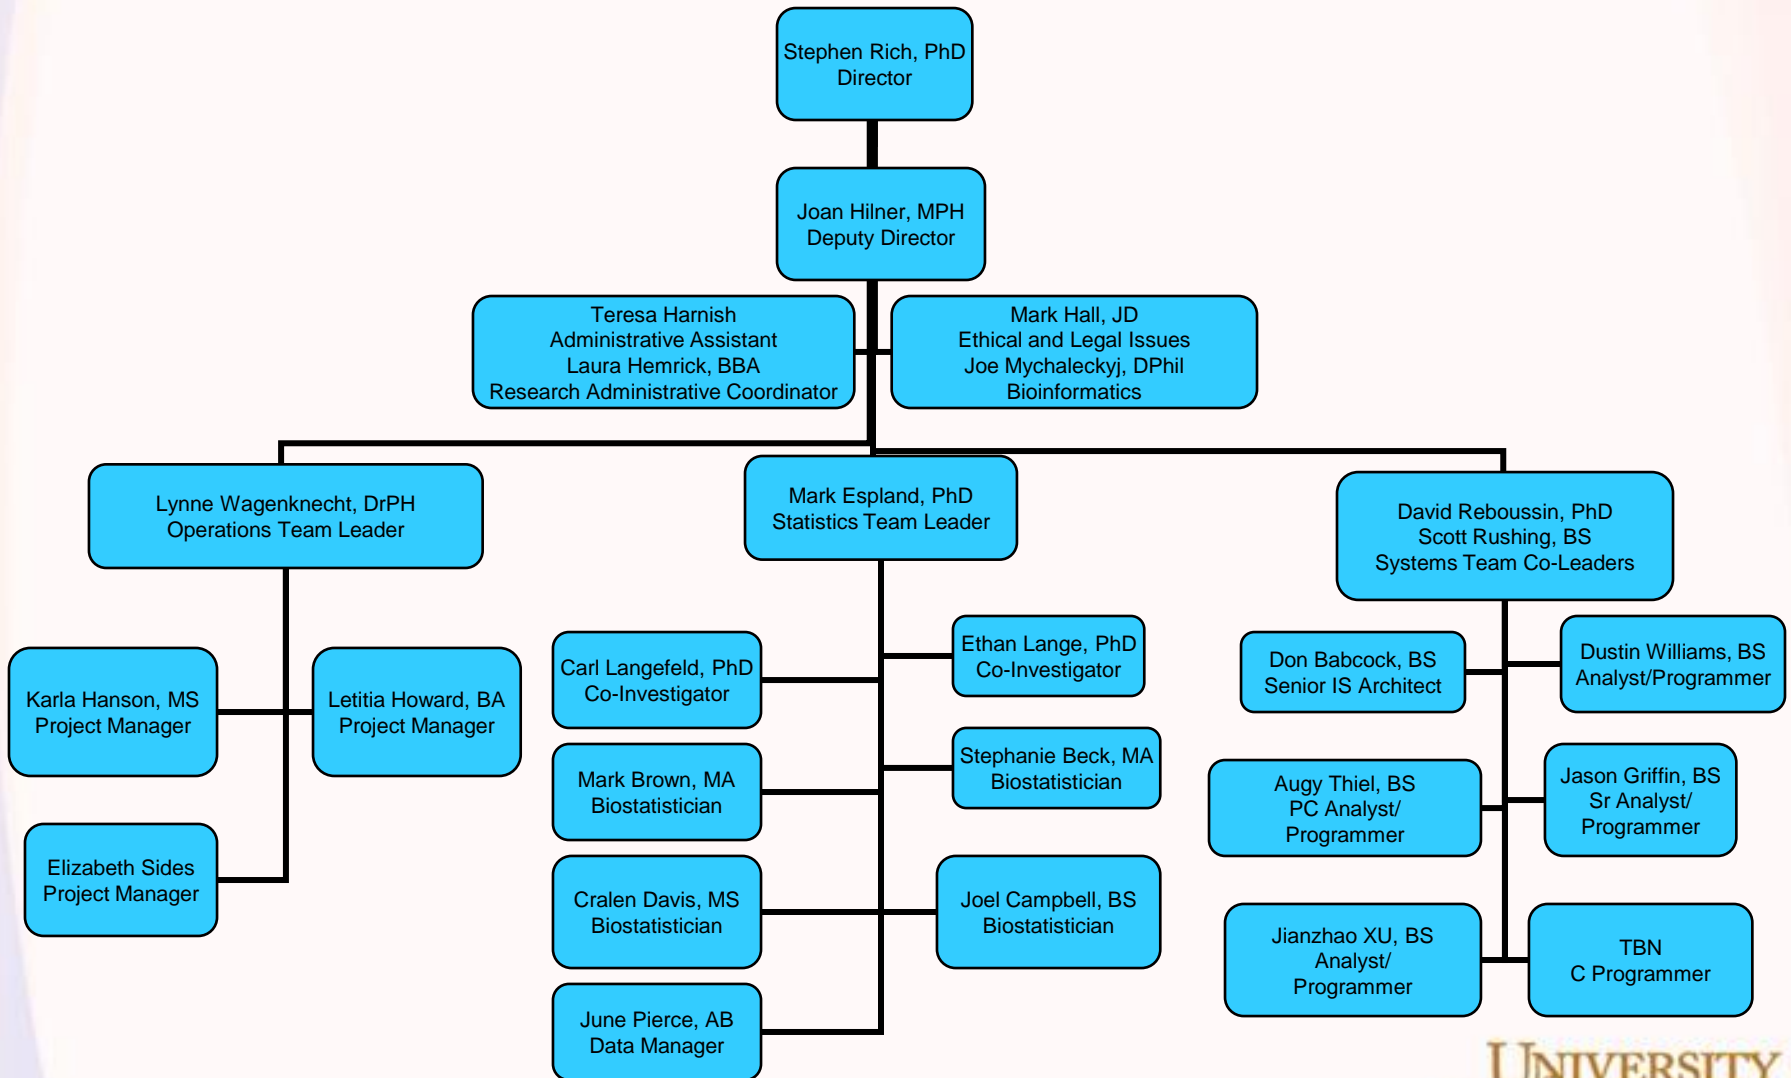 Stephen Rich, PhD
Director
Joan Hilner, MPH
Deputy Director
Teresa Harnish
Administrative Assistant
Laura Hemrick, BBA
Research Administrative Coordinator
Mark Hall, JD
Ethical and Legal Issues
Joe Mychaleckyj, DPhil
Bioinformatics
Lynne Wagenknecht, DrPH
Operations Team Leader
Mark Espland, PhD
Statistics Team Leader
David Reboussin, PhD
Scott Rushing, BS
Systems Team Co-Leaders
Karla Hanson, MS
Project Manager
Letitia Howard, BA
Project Manager
Elizabeth Sides
Project Manager
Carl Langefeld, PhD
Co-Investigator
Ethan Lange, PhD
Co-Investigator
Mark Brown, MA
Biostatistician
Stephanie Beck, MA
Biostatistician
Cralen Davis, MS
Biostatistician
Joel Campbell, BS
Biostatistician
June Pierce, AB
Data Manager
Don Babcock, BS
Senior IS Architect
Dustin Williams, BS
Analyst/Programmer
Augy Thiel, BS
PC Analyst/
Programmer
Jason Griffin, BS
Sr Analyst/
Programmer
Jianzhao XU, BS
Analyst/
Programmer
TBN
C Programmer
UNIVERSITY